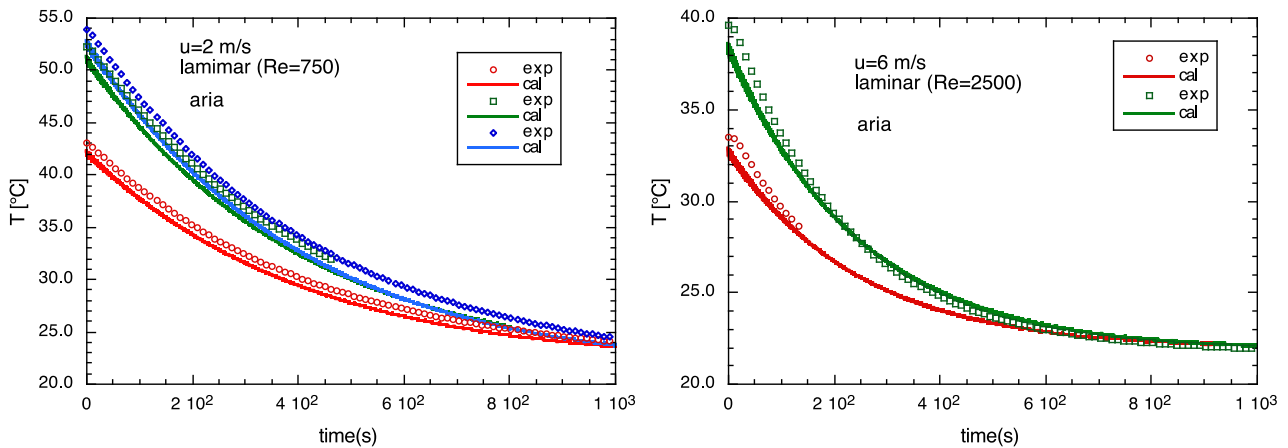 55.0
50.0
45.0
40.0
35.0
30.0
25.0
20.0
T [°C]
u=2 m/s
lamimar (Re=750)
aria
exp
cal
exp
cal
exp
cal
0
2 10²
4 10²
6 10²
8 10²
1 10³
time(s)
40.0
35.0
30.0
25.0
20.0
T [°C]
u=6 m/s
laminar (Re=2500)
aria
exp
cal
exp
cal
0
2 10²
4 10²
6 10²
8 10²
1 10³
time(s)